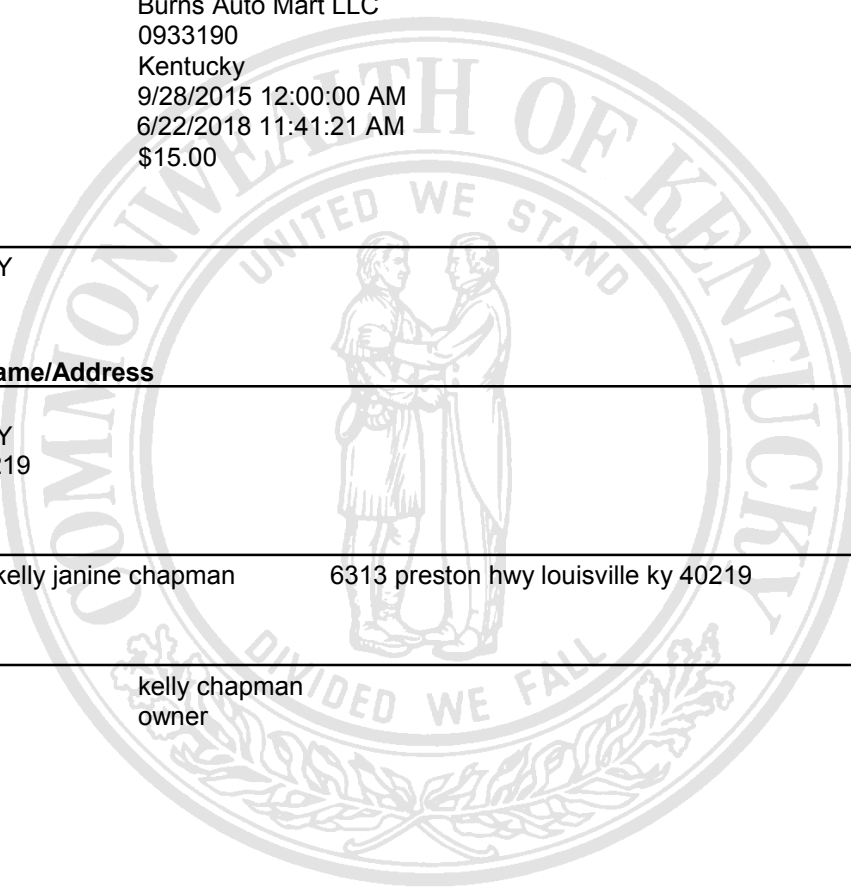 Burns Auto Mart LLC
0933190
Kentucky
9/28/2015 12:00:00 AM
6/22/2018 11:41:21 AM
$15.00
Y
ame/Address
Y
219
kelly janine chapman 6313 preston hwy louisville ky 40219
kelly chapman
owner
COMMONWEALTH OF KENTUCKY
UNITED WE STAND
DIVIDED WE FALL